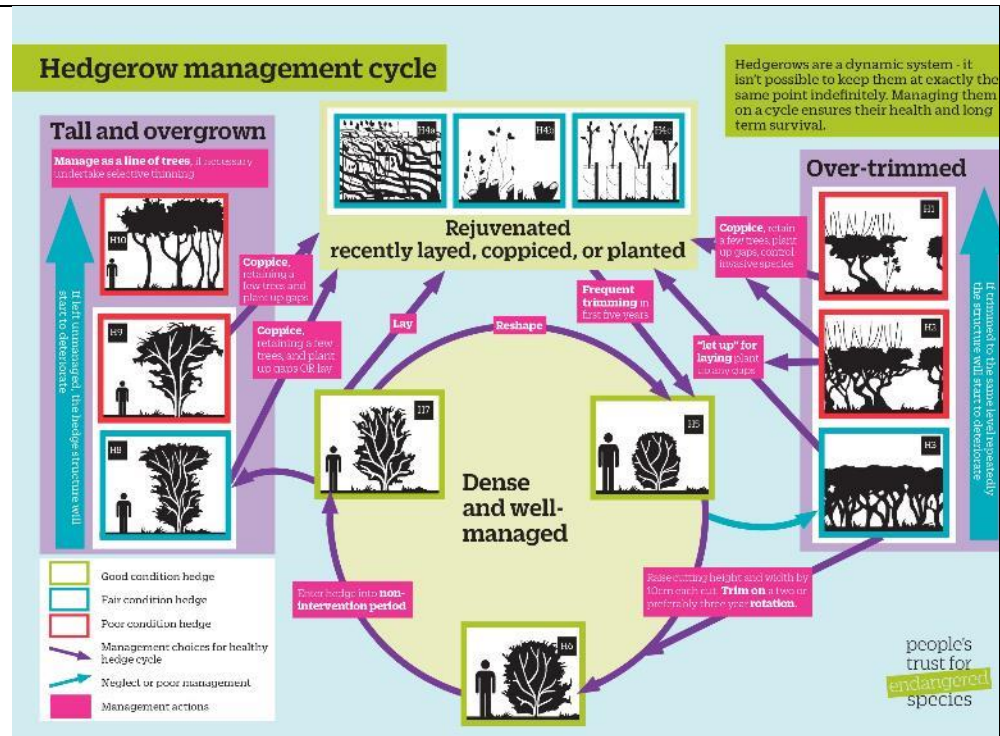 Hedgerow management cycle
Hedgerows are a dynamic system - it
isn't possible to keep them at exactly the
same point indefinitely. Managing them
on a cycle ensures their health and long
term survival.
Tall and overgrown
Manage as a line of trees, if necessary
undertake selective thinning
H10
H9
H8
If left unmanaged, the hedge structure will
start to deteriorate
H4a
H4b
H4c
Rejuvenated
recently layed, coppiced, or planted
Over-trimmed
H1
H2
H3
If trimmed to the same level repeatedly
the structure will start to deteriorate
Coppice,
retaining a
few trees and
plant up gaps
Coppice,
retaining a few
trees, and plant
up gaps OR lay
Lay
Reshape
Frequent
trimming in
first five years
Coppice, retain
a few trees, plant
up gaps, control
invasive species
"let up" for
laying plant
up any gaps
H7
H5
Dense
and well-
managed
Enter hedge into non-
intervention period
Raise cutting height and width by
10cm each cut. Trim on a two or
preferably three year rotation.
H6
Good condition hedge
Fair condition hedge
Poor condition hedge
Management choices for healthy
hedge cycle
Neglect or poor management
Management actions
people's
trust for
endangered
species